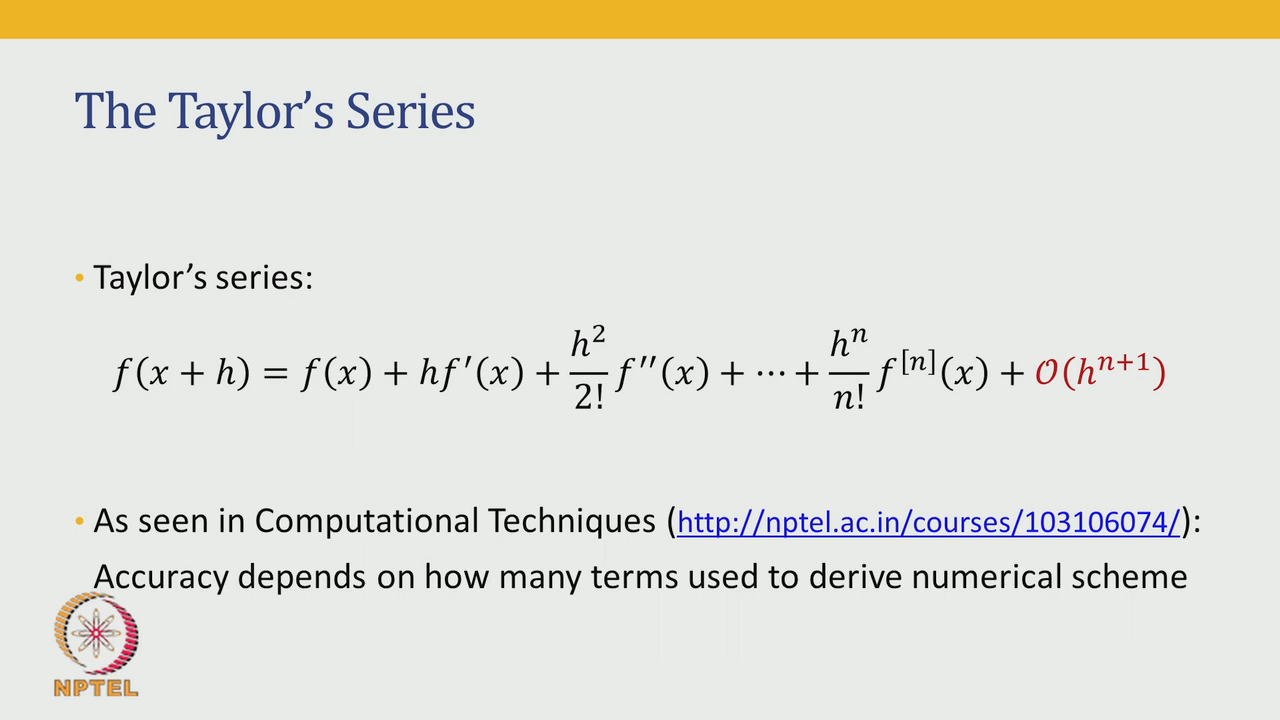 The Taylor’s Series
• Taylor’s series:
𝑓(𝑥 + ℎ) = 𝑓(𝑥) + ℎ𝑓′(𝑥) + ℎ²/2! 𝑓′′(𝑥) + ⋯ + ℎⁿ/𝑛! 𝑓^[𝑛](𝑥) + 𝒪(ℎⁿ⁺¹)
• As seen in Computational Techniques (http://nptel.ac.in/courses/103106074/):
Accuracy depends on how many terms used to derive numerical scheme
NPTEL